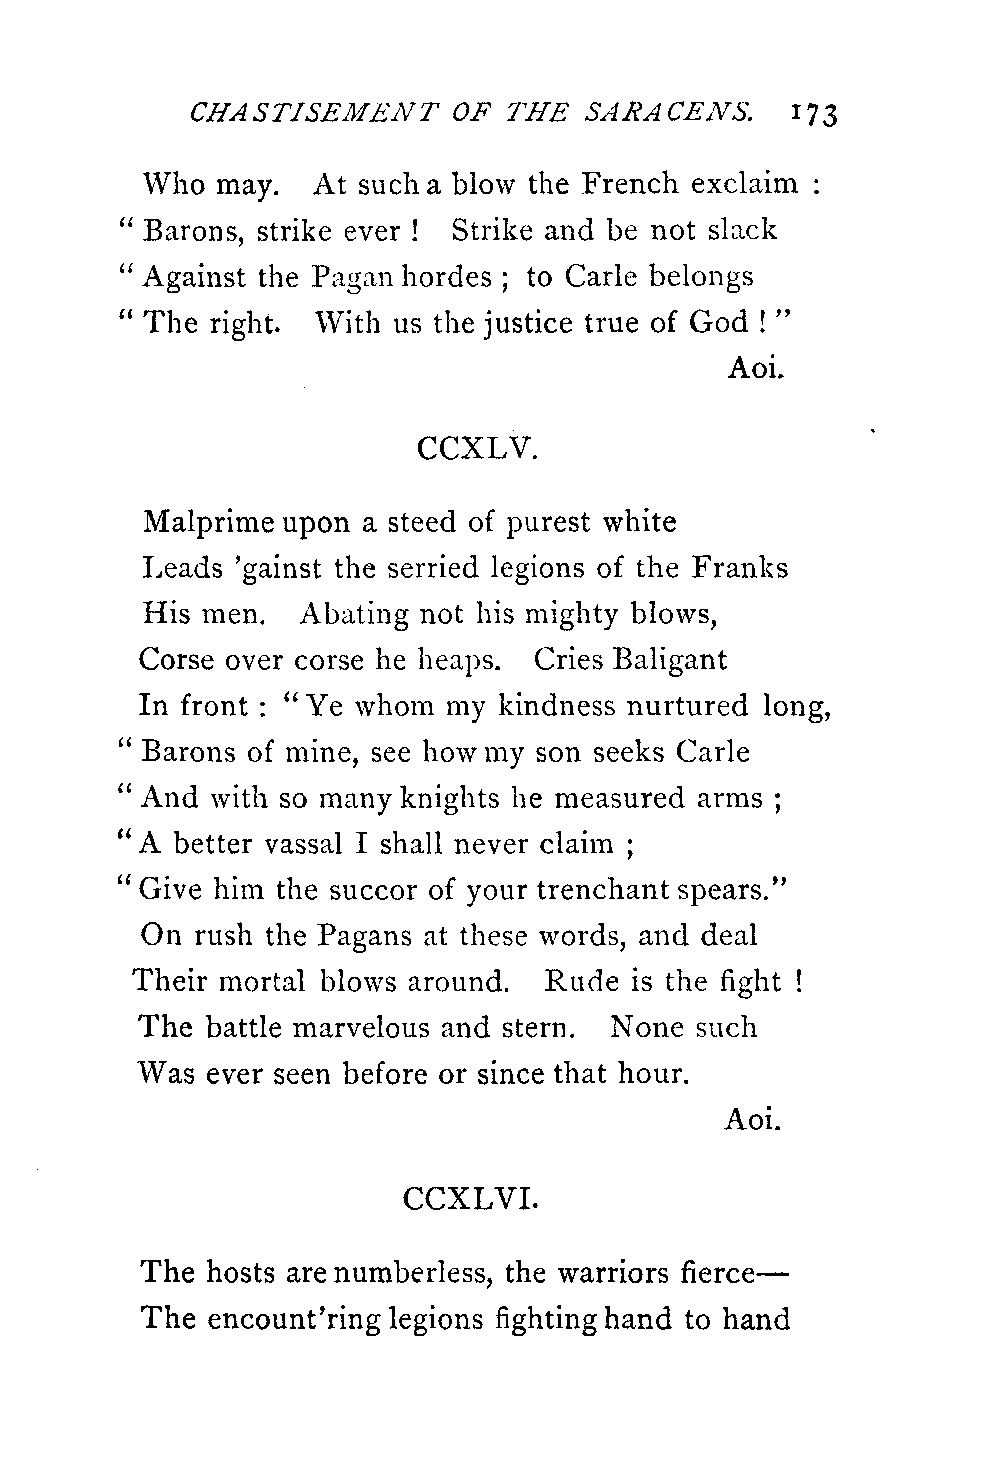 CHASTISEMENT OF THE SARACENS. 173
Who may. At such a blow the French exclaim :
“ Barons, strike ever ! Strike and be not slack
“ Against the Pagan hordes ; to Carle belongs
“ The right. With us the justice true of God ! ”
Aoi.
CCXLV.
Malprime upon a steed of purest white
Leads ’gainst the serried legions of the Franks
His men. Abating not his mighty blows,
Corse over corse he heaps. Cries Baligant
In front : “ Ye whom my kindness nurtured long,
“ Barons of mine, see how my son seeks Carle
“ And with so many knights he measured arms ;
“ A better vassal I shall never claim ;
“ Give him the succor of your trenchant spears.”
On rush the Pagans at these words, and deal
Their mortal blows around. Rude is the fight !
The battle marvelous and stern. None such
Was ever seen before or since that hour.
Aoi.
CCXLVI.
The hosts are numberless, the warriors fierce—
The encount’ring legions fighting hand to hand